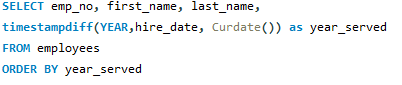 SELECT emp_no, first_name, last_name,
timestampdiff(YEAR,hire_date, Curdate()) as year_served
FROM employees
ORDER BY year_served